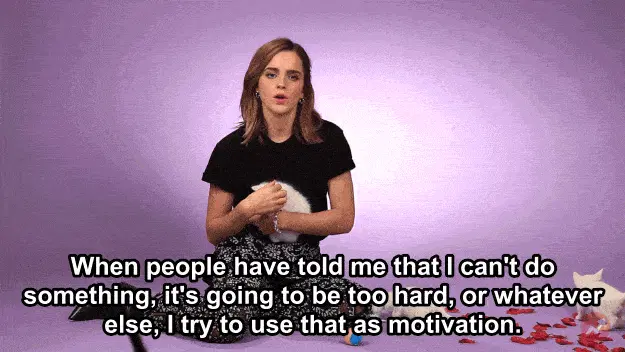 When people have told me that I can't do
something, it's going to be too hard, or whatever
else, I try to use that as motivation.